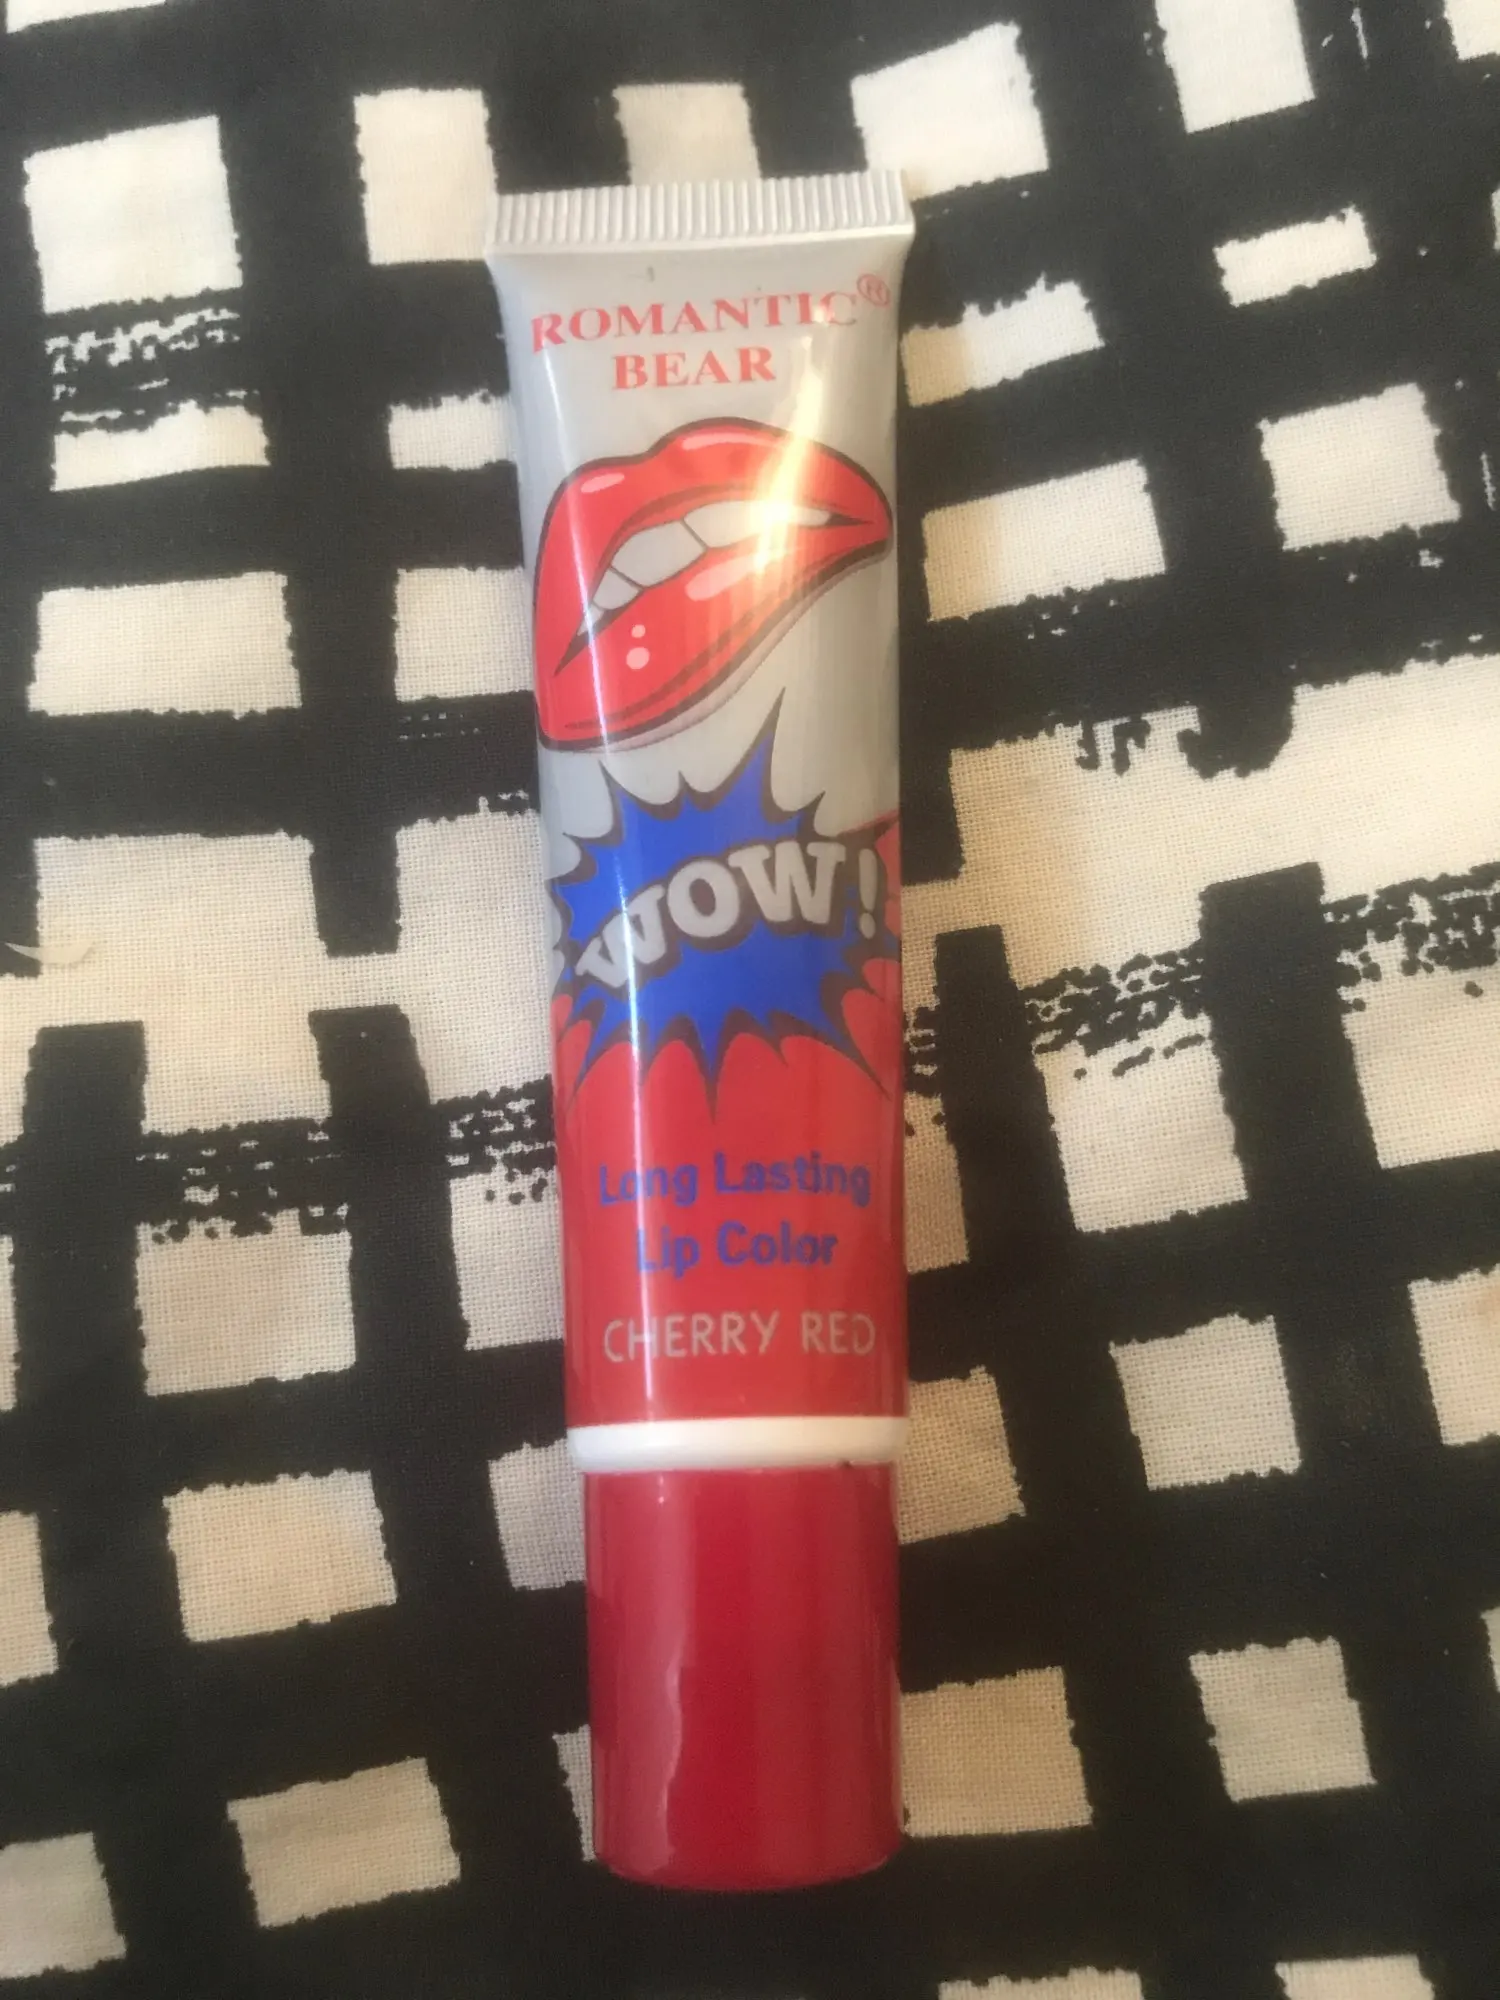 ROMANTIC®
BEAR
WOW!
Long Lasting
Lip Color
CHERRY RED